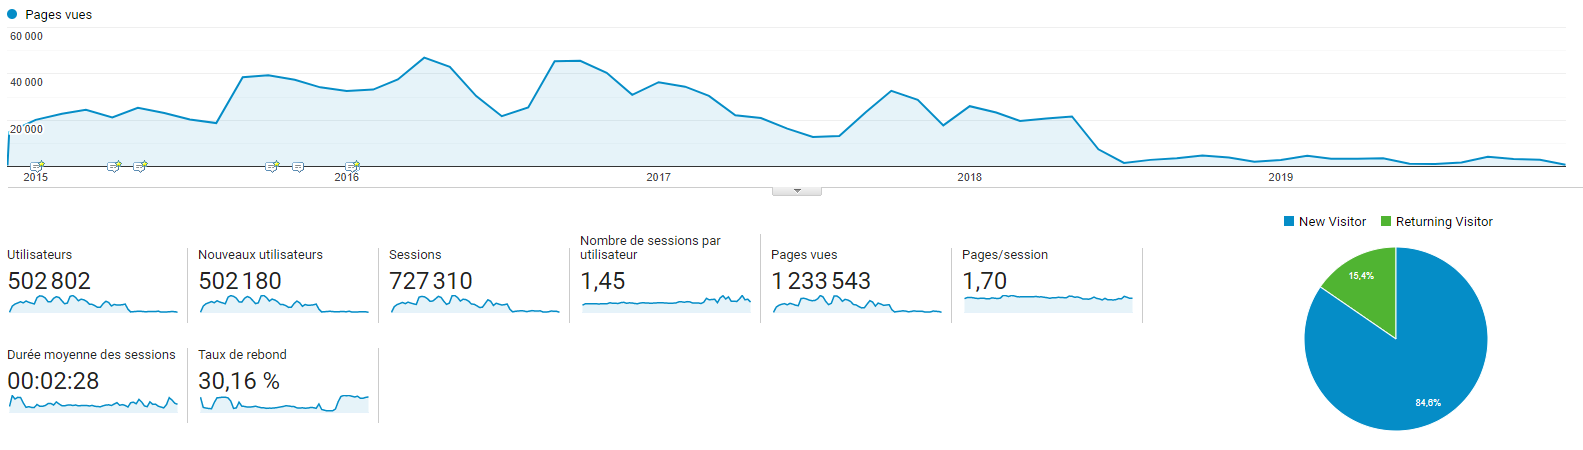 Pages vues
60 000
40 000
20 000
2015 2016 2017 2018 2019
New Visitor Returning Visitor
15,4%
84,6%
Utilisateurs
502 802
Nouveaux utilisateurs
502 180
Sessions
727 310
Nombre de sessions par
utilisateur
1,45
Pages vues
1 233 543
Pages/session
1,70
Durée moyenne des sessions
00:02:28
Taux de rebond
30,16 %